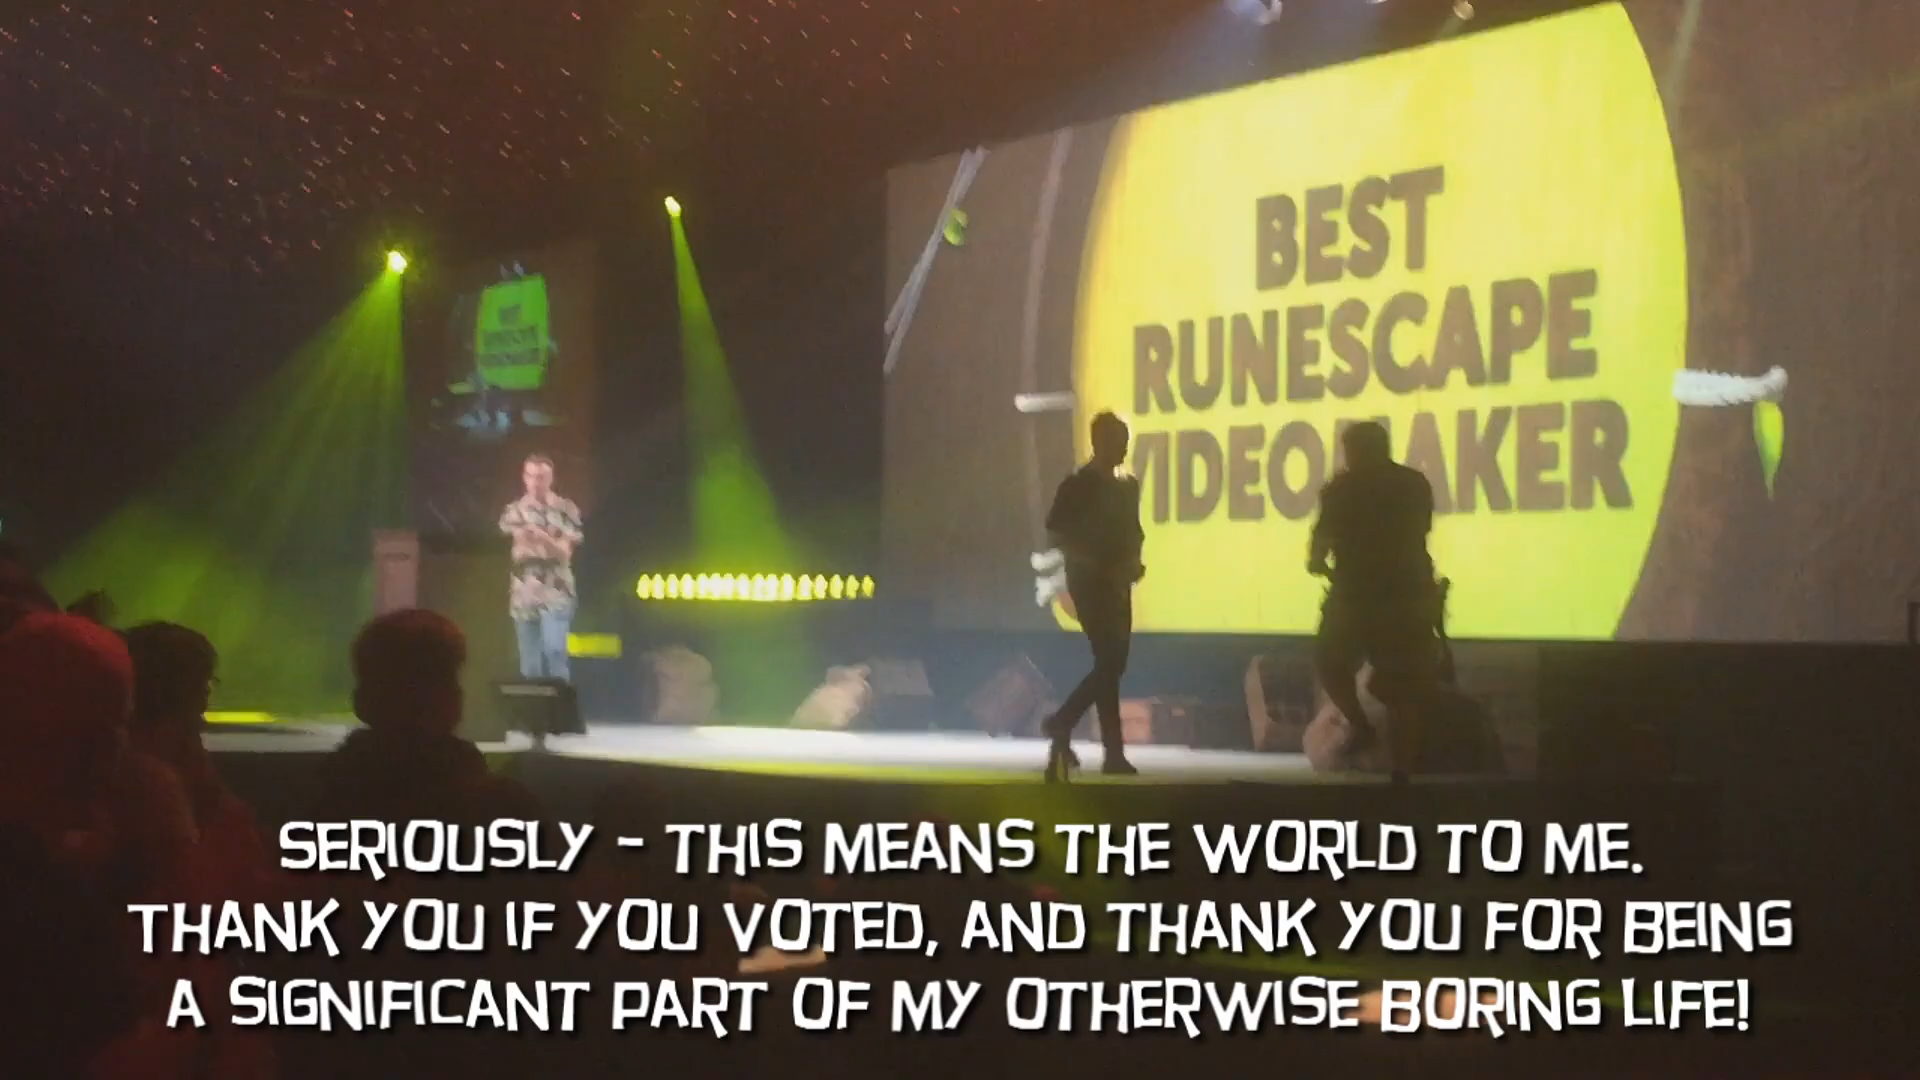 BEST
RUNESCAPE
VIDEOMAKER
SERIOUSLY - THIS MEANS THE WORLD TO ME.
THANK YOU IF YOU VOTED, AND THANK YOU FOR BEING
A SIGNIFICANT PART OF MY OTHERWISE BORING LIFE!